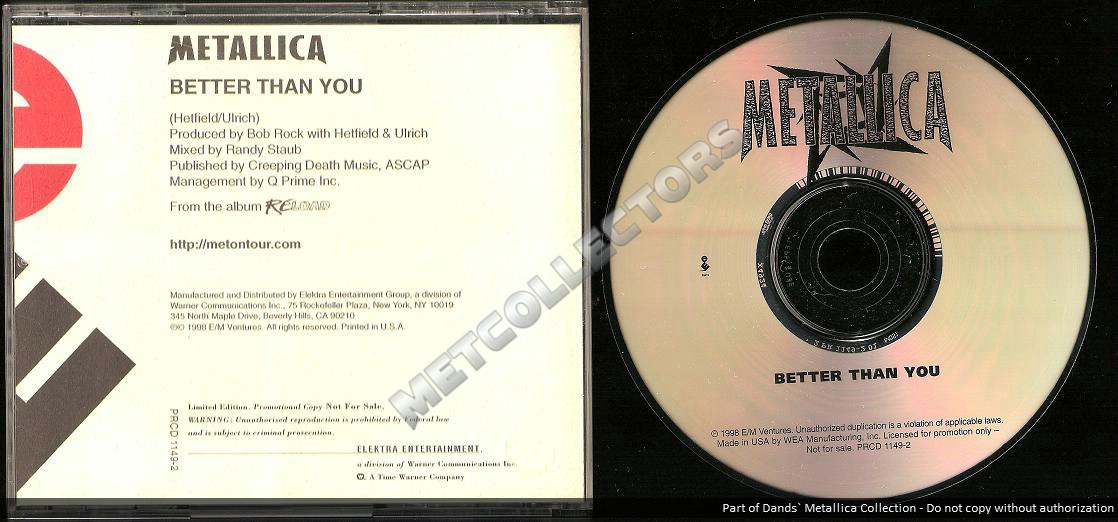 METALLICA
BETTER THAN YOU
(Hetfield/Ulrich)
Produced by Bob Rock with Hetfield & Ulrich
Mixed by Randy Staub
Published by Creeping Death Music, ASCAP
Management by Q Prime Inc.
From the album RELOAD
http://metontour.com
Manufactured and Distributed by Elektra Entertainment Group, a division of
Warner Communications Inc., 75 Rockefeller Plaza, New York, NY 10019
345 North Maple Drive, Beverly Hills, CA 90210
℗© 1998 E/M Ventures. All rights reserved. Printed in U.S.A.
Limited Edition. Promotional Copy Not For Sale.
WARNING: Unauthorized reproduction is prohibited by Federal law
and is subject to criminal prosecution.
ELEKTRA ENTERTAINMENT.
a division of Warner Communications Inc.
A Time Warner Company
PRCD 1149-2
METCOLLECTORS
METALLICA
2 PR 1149-2 01
BETTER THAN YOU
℗ 1998 E/M Ventures. Unauthorized duplication is a violation of applicable laws.
Made in USA by WEA Manufacturing, Inc. Licensed for promotion only –
Not for sale. PRCD 1149-2
Part of Dands` Metallica Collection - Do not copy without authorization